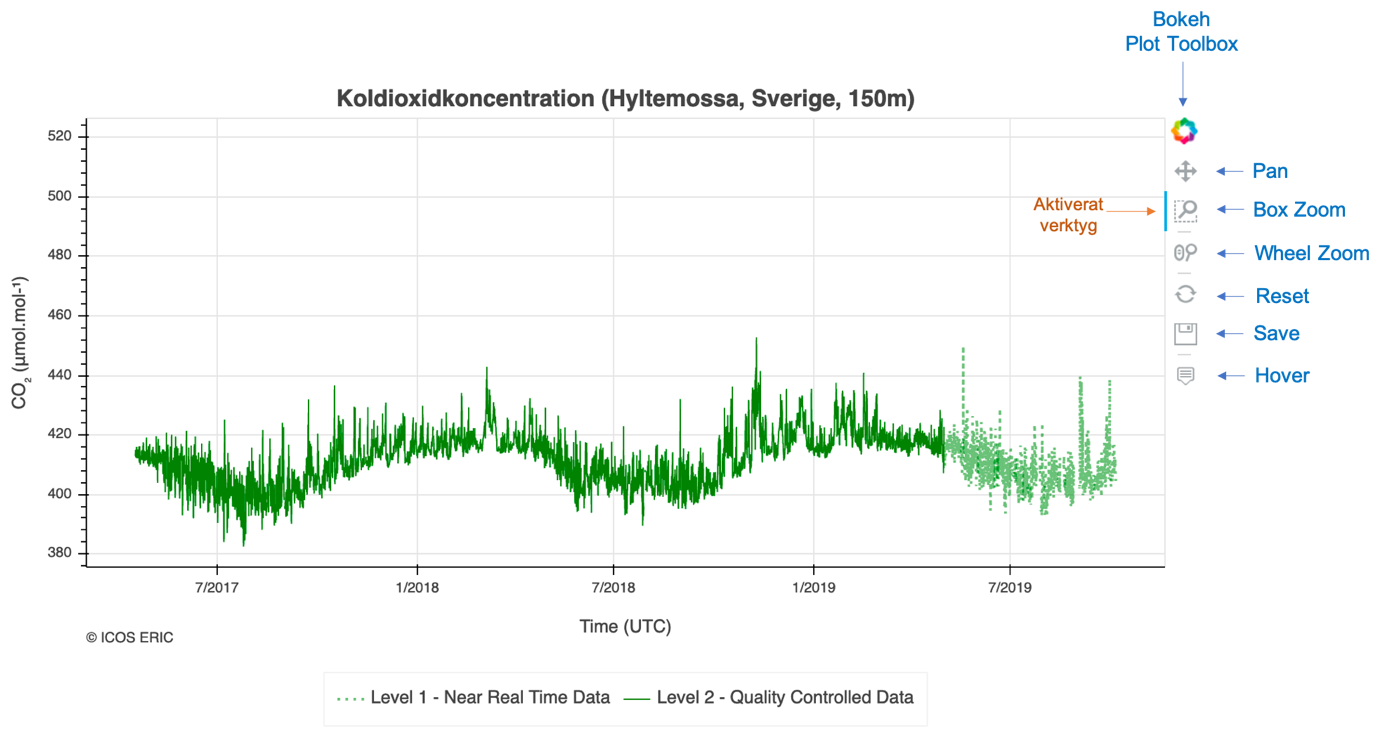 Bokeh
Plot Toolbox
Koldioxidkoncentration (Hyltemossa, Sverige, 150m)
520
500
480
460
440
420
400
380
CO₂ (µmol.mol-¹)
Aktiverat
verktyg
Pan
Box Zoom
Wheel Zoom
Reset
Save
Hover
7/2017
1/2018
7/2018
1/2019
7/2019
Time (UTC)
© ICOS ERIC
Level 1 - Near Real Time Data
Level 2 - Quality Controlled Data